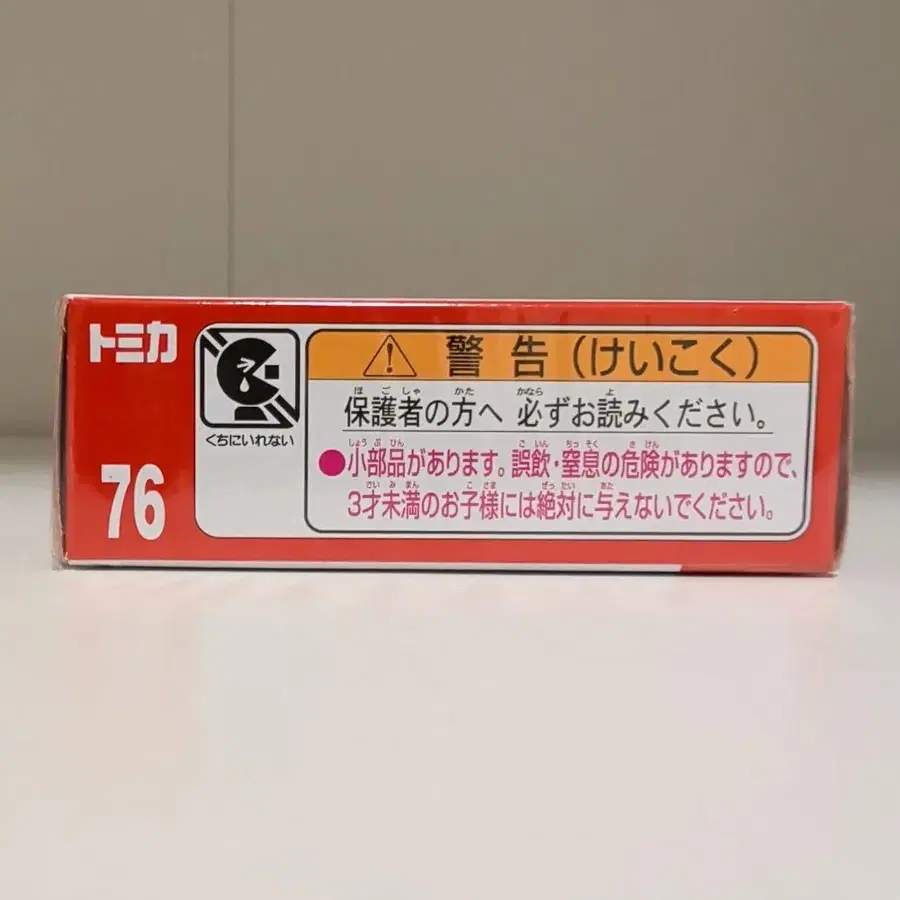 トミカ
76
くちにいれない
警告(けいこく)
ほごしゃ かた かなら よ
保護者の方へ 必ずお読みください。
しょうぶひん ごいん ちっそく きけん
●小部品があります。誤飲・窒息の危険がありますので、
さいみまん こさま ぜったい あた
3才未満のお子様には絶対に与えないでください。